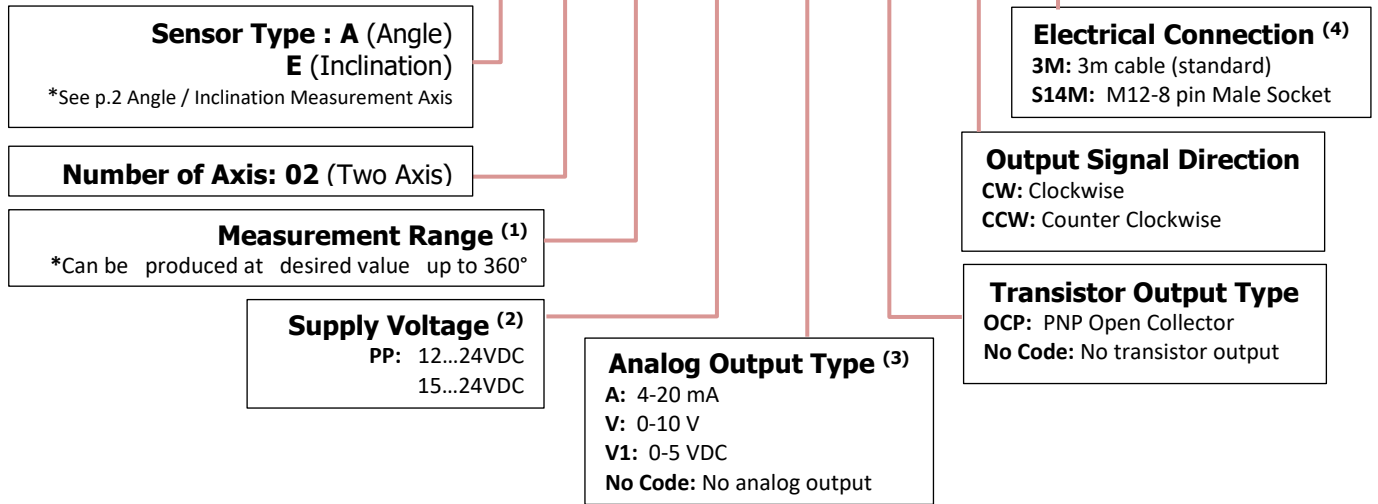 Sensor Type : A (Angle)
E (Inclination)
*See p.2 Angle / Inclination Measurement Axis
Number of Axis: 02 (Two Axis)
Measurement Range (1)
*Can be produced at desired value up to 360°
Supply Voltage (2)
PP: 12...24VDC
15...24VDC
Analog Output Type (3)
A: 4-20 mA
V: 0-10 V
V1: 0-5 VDC
No Code: No analog output
Transistor Output Type
OCP: PNP Open Collector
No Code: No transistor output
Output Signal Direction
CW: Clockwise
CCW: Counter Clockwise
Electrical Connection (4)
3M: 3m cable (standard)
S14M: M12-8 pin Male Socket